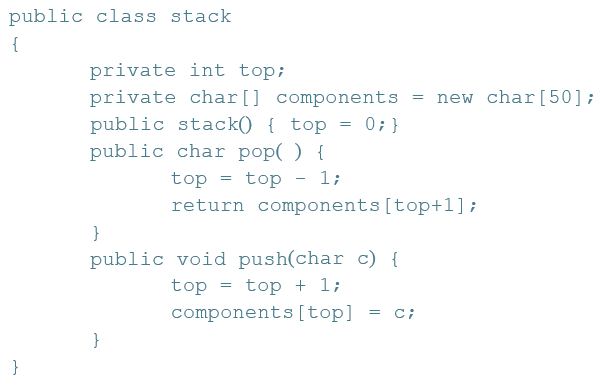 public class stack
{
private int top;
private char[] components = new char[50];
public stack() { top = 0;}
public char pop( ) {
top = top – 1;
return components[top+1];
}
public void push(char c) {
top = top + 1;
components[top] = c;
}
}